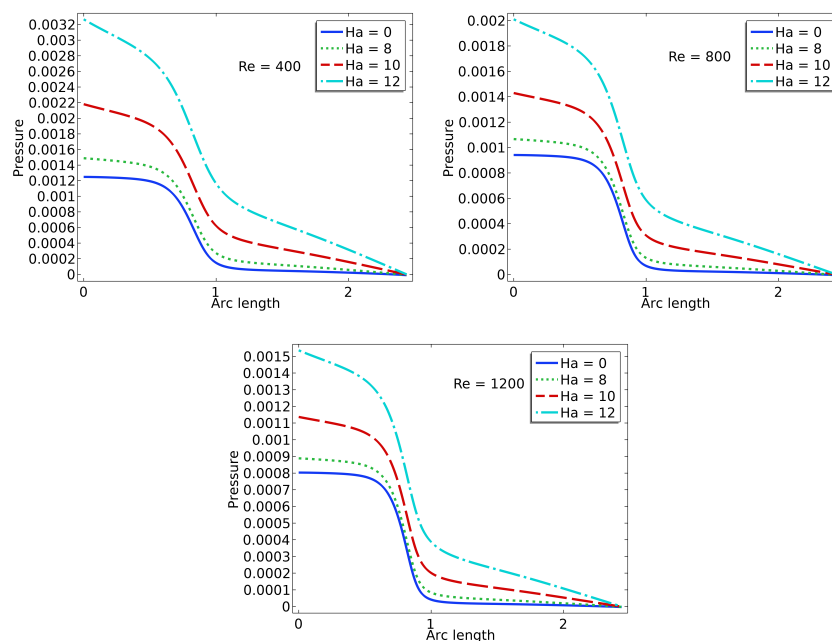 0.0032
0.003
0.0028
0.0026
0.0024
0.0022
0.002
0.0018
0.0016
0.0014
0.0012
0.001
0.0008
0.0006
0.0004
0.0002
0
Pressure
Re = 400
Ha = 0
Ha = 8
Ha = 10
Ha = 12
0 1 2
Arc length
0.002
0.0018
0.0016
0.0014
0.0012
0.001
0.0008
0.0006
0.0004
0.0002
0
Pressure
Re = 800
Ha = 0
Ha = 8
Ha = 10
Ha = 12
0 1 2
Arc length
0.0015
0.0014
0.0013
0.0012
0.0011
0.001
0.0009
0.0008
0.0007
0.0006
0.0005
0.0004
0.0003
0.0002
0.0001
0
Pressure
Re = 1200
Ha = 0
Ha = 8
Ha = 10
Ha = 12
0 1 2
Arc length